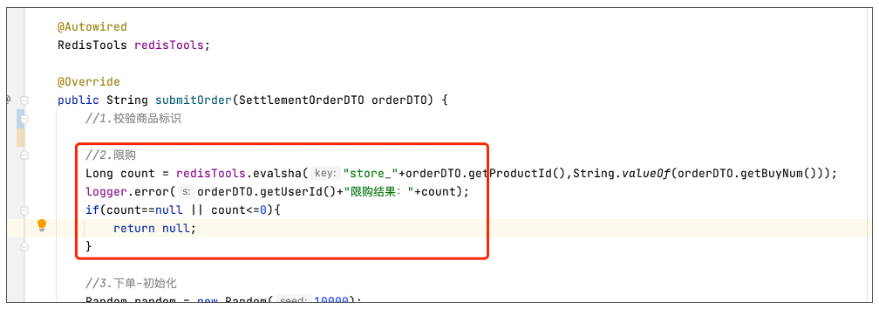 @Autowired
RedisTools redisTools;
@Override
public String submitOrder(SettlementOrderDTO orderDTO) {
//1.校验商品标识
//2.限购
Long count = redisTools.evalsha( key: "store_"+orderDTO.getProductId(),String.valueOf(orderDTO.getBuyNum()));
logger.error( s: orderDTO.getUserId()+"限购结果："+count);
if(count==null || count<=0){
return null;
}
//3.下单-初始化
Random random = new Random( seed: 10000);